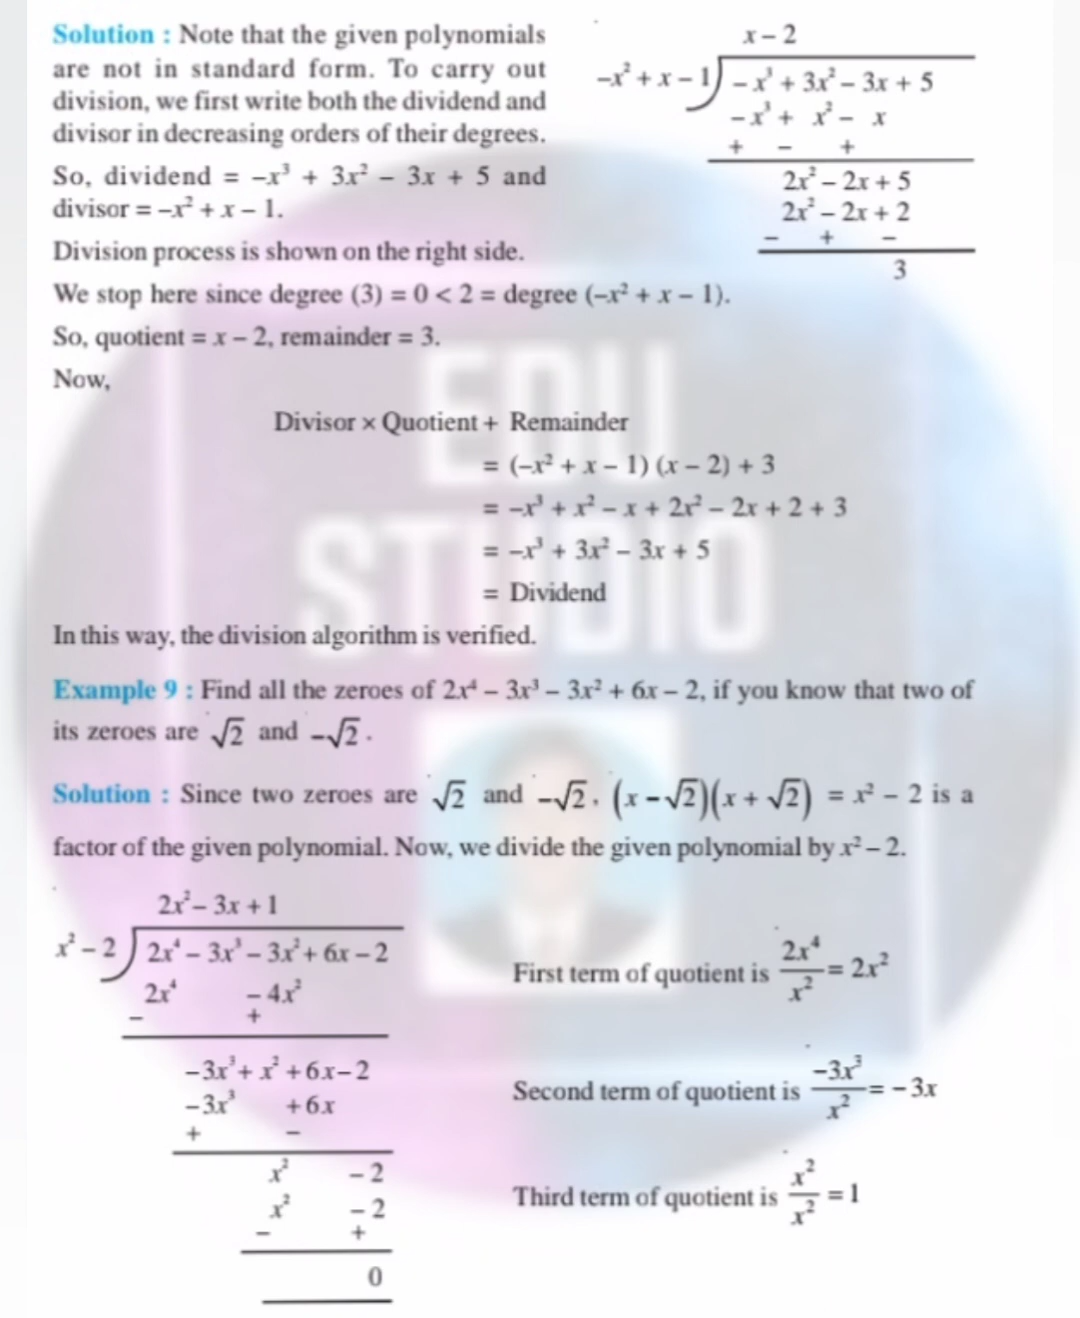 Solution : Note that the given polynomials
are not in standard form. To carry out
division, we first write both the dividend and
divisor in decreasing orders of their degrees.
So, dividend = –x³ + 3x² – 3x + 5 and
divisor = –x² + x – 1.
Division process is shown on the right side.
x – 2
–x² + x – 1) – x³ + 3x² – 3x + 5
– x³ + x² – x
+ – +
2x² – 2x + 5
2x² – 2x + 2
– + –
3
We stop here since degree (3) = 0 < 2 = degree (–x² + x – 1).
So, quotient = x – 2, remainder = 3.
Now,
Divisor × Quotient + Remainder
= (–x² + x – 1) (x – 2) + 3
= –x³ + x² – x + 2x² – 2x + 2 + 3
= –x³ + 3x² – 3x + 5
= Dividend
In this way, the division algorithm is verified.
EDU
STUDIO
Example 9 : Find all the zeroes of 2x⁴ – 3x³ – 3x² + 6x – 2, if you know that two of
its zeroes are √2 and –√2 .
Solution : Since two zeroes are √2 and –√2 , (x – √2)(x + √2) = x² – 2 is a
factor of the given polynomial. Now, we divide the given polynomial by x² – 2.
2x² – 3x + 1
x² – 2) 2x⁴ – 3x³ – 3x² + 6x – 2
2x⁴ – 4x²
– +
–3x³ + x² + 6x – 2
–3x³ + 6x
+ –
x² – 2
x² – 2
– +
0
First term of quotient is 2x⁴/x² = 2x²
Second term of quotient is –3x³/x² = – 3x
Third term of quotient is x²/x² = 1